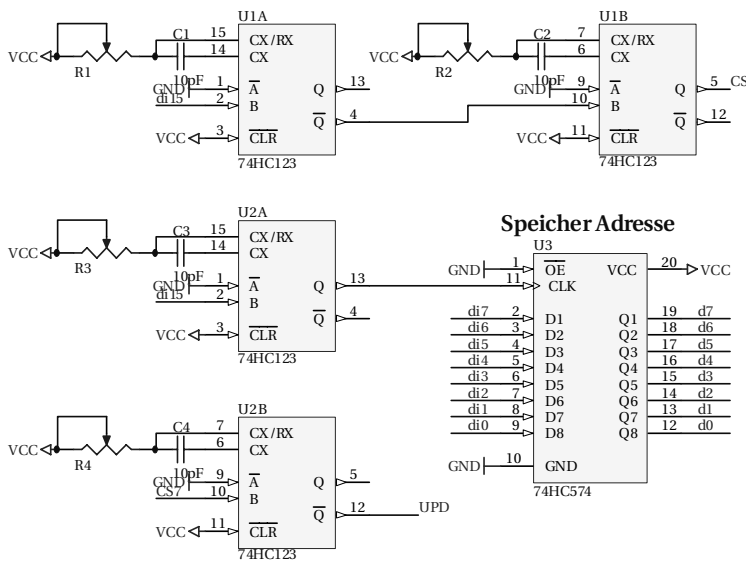 U1A
C1
15 CX/RX
14 CX
VCC
R1
10pF
GND 1 A Q 13
di15 2 B
Q 4
VCC 3 CLR
74HC123
U1B
C2
7 CX/RX
6 CX
VCC
R2
10pF
GND 9 A Q 5 CS
10 B
Q 12
VCC 11 CLR
74HC123
U2A
C3
15 CX/RX
14 CX
VCC
R3
10pF
GND 1 A Q 13
di15 2 B
Q 4
VCC 3 CLR
74HC123
Speicher Adresse
U3
GND 1 OE VCC 20 VCC
11 CLK
di7 2 D1 Q1 19 d7
di6 3 D2 Q2 18 d6
di5 4 D3 Q3 17 d5
di4 5 D4 Q4 16 d4
di3 6 D5 Q5 15 d3
di2 7 D6 Q6 14 d2
di1 8 D7 Q7 13 d1
di0 9 D8 Q8 12 d0
GND 10 GND
74HC574
U2B
C4
7 CX/RX
6 CX
VCC
R4
10pF
GND 9 A Q 5
CS7 10 B
Q 12 UPD
VCC 11 CLR
74HC123